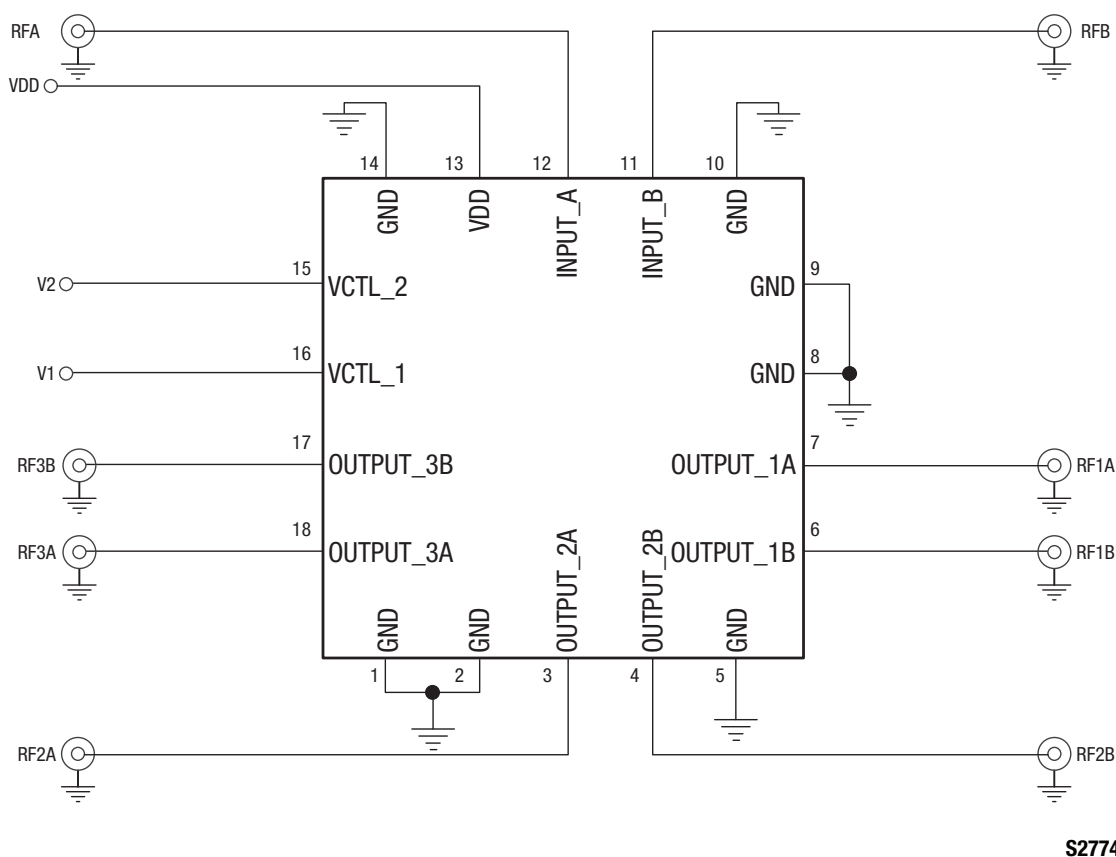 RFA
RFB
VDD
14
13
12
11
10
GND
VDD
INPUT_A
INPUT_B
GND
V2
15
VCTL_2
GND
9
V1
16
VCTL_1
GND
8
RF3B
17
OUTPUT_3B
OUTPUT_1A
7
RF1A
RF3A
18
OUTPUT_3A
OUTPUT_1B
6
RF1B
GND
GND
OUTPUT_2A
OUTPUT_2B
GND
1
2
3
4
5
RF2A
RF2B
S2774